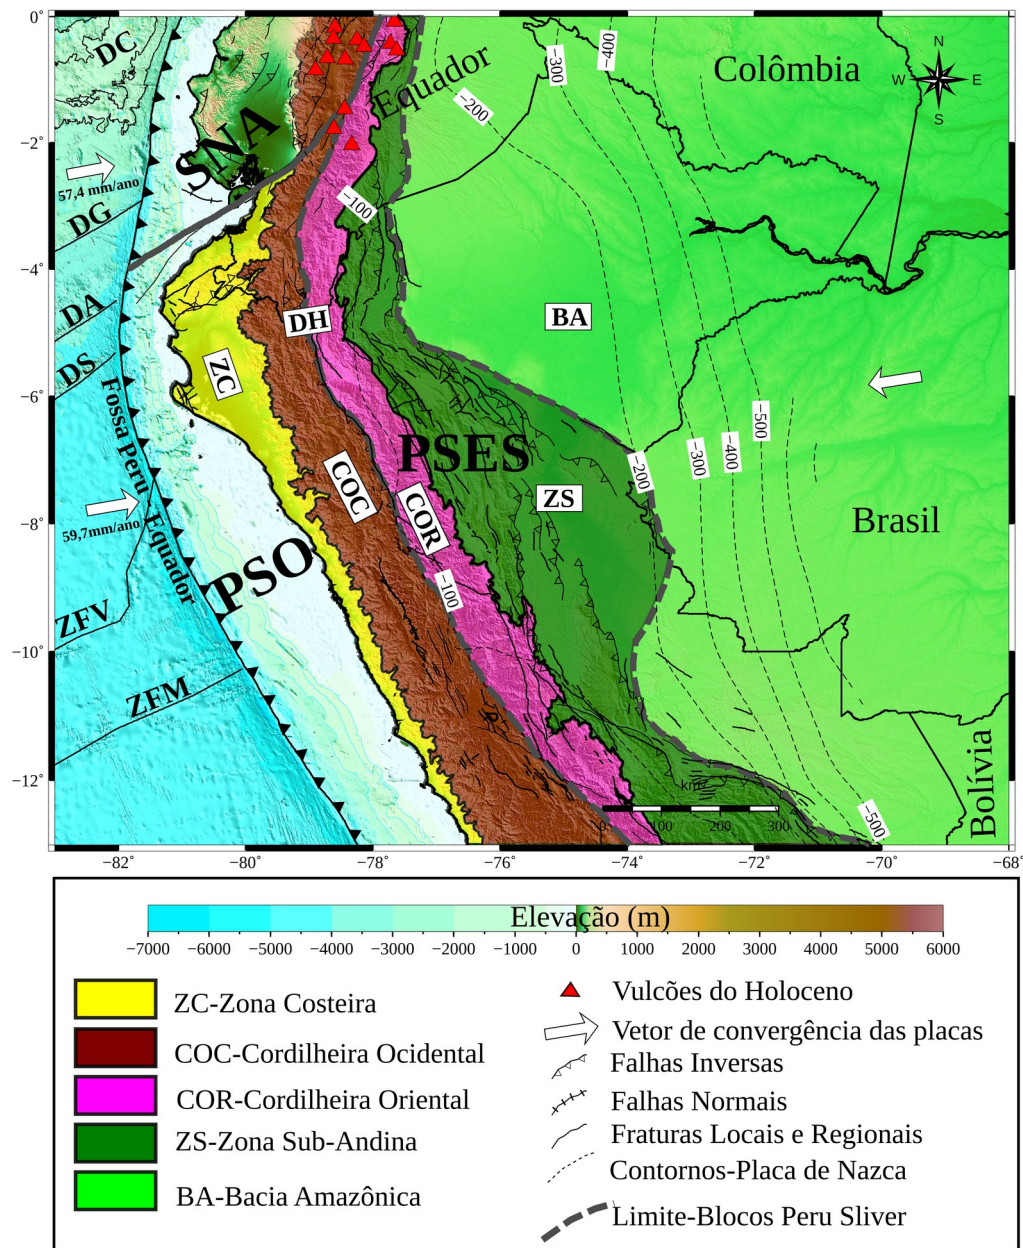 0°
−2°
−4°
−6°
−8°
−10°
−12°
−82°
−80°
−78°
−76°
−74°
−72°
−70°
−68°
DC
SNA
57,4 mm/ano
DG
DA
DS
Fossa Peru Equador
59,7mm/ano
ZFV
ZFM
PSO
Equador
Colômbia
N
W
E
S
−100
−200
−300
−400
DH
BA
ZC
COC
COR
PSES
ZS
−100
−200
−300
−400
−500
Brasil
Bolívia
−500
km
0
100
200
300
Elevação (m)
−7000
−6000
−5000
−4000
−3000
−2000
−1000
0
1000
2000
3000
4000
5000
6000
ZC-Zona Costeira
COC-Cordilheira Ocidental
COR-Cordilheira Oriental
ZS-Zona Sub-Andina
BA-Bacia Amazônica
Vulcões do Holoceno
Vetor de convergência das placas
Falhas Inversas
Falhas Normais
Fraturas Locais e Regionais
Contornos-Placa de Nazca
Limite-Blocos Peru Sliver